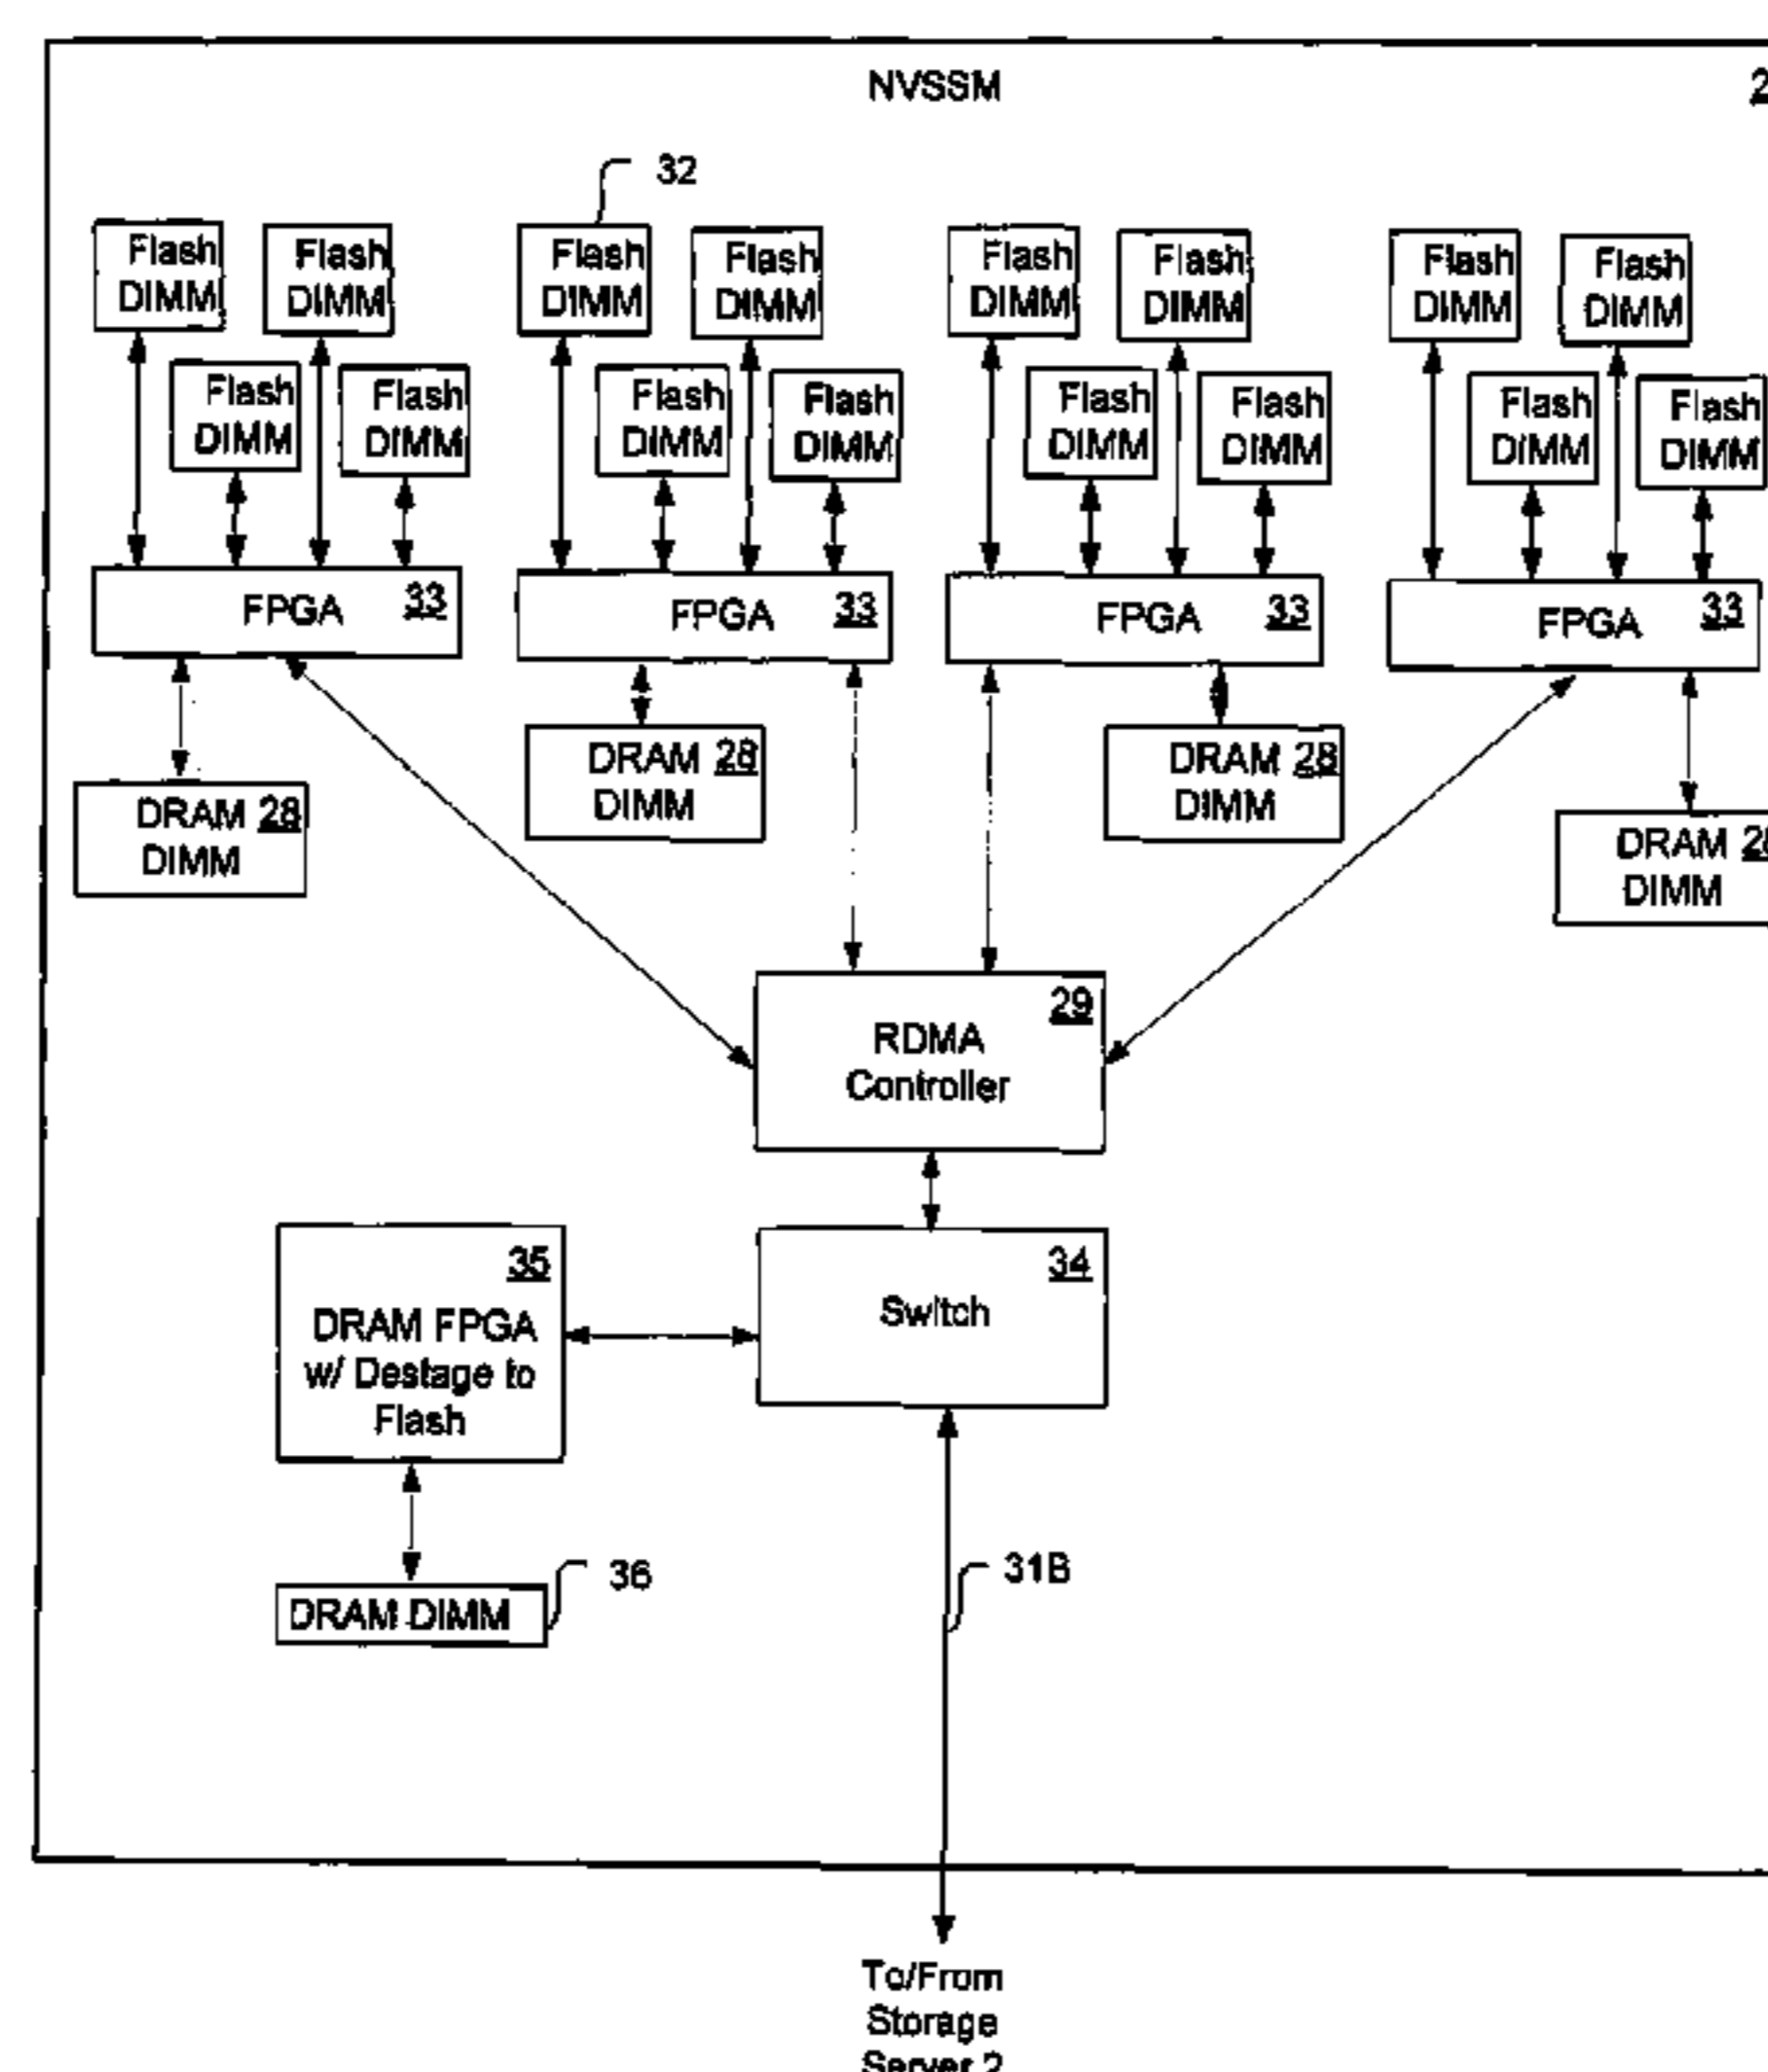 NVSSM
32
Flash
DIMM
Flash
DIMM
Flash
DIMM
Flash
DIMM
Flash
DIMM
Flash
DIMM
Flash
DIMM
Flash
DIMM
Flash
DIMM
Flash
DIMM
Flash
DIMM
Flash
DIMM
Flash
DIMM
Flash
DIMM
Flash
DIMM
Flash
DIMM
FPGA 33
FPGA 33
FPGA 33
FPGA 33
DRAM 28
DIMM
DRAM 28
DIMM
DRAM 28
DIMM
DRAM
DIMM
29
RDMA
Controller
35
DRAM FPGA
w/ Destage to
Flash
34
Switch
36
DRAM DIMM
31B
To/From
Storage
Server 2